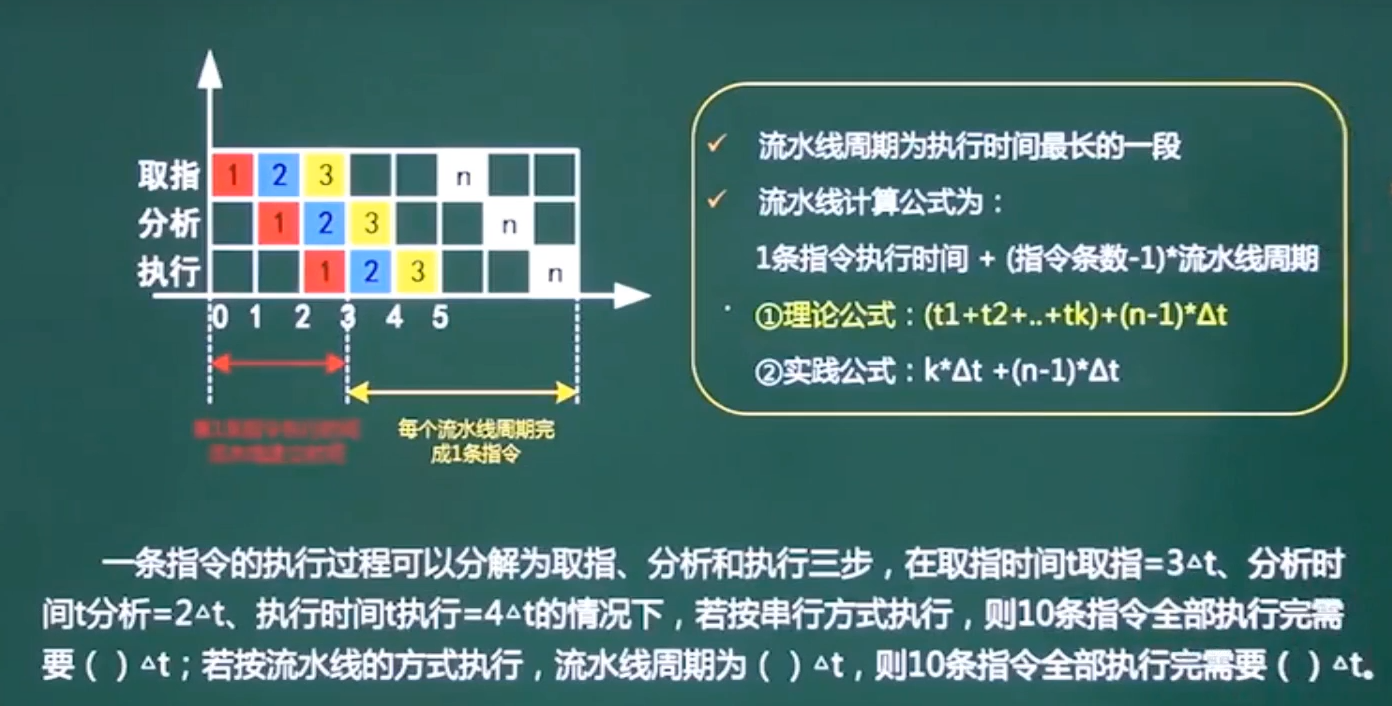 取指 1 2 3 n
分析 1 2 3 n
执行 1 2 3 n
0 1 2 3 4 5
每个流水线周期完
成1条指令
流水线周期为执行时间最长的一段
流水线计算公式为：
1条指令执行时间 + (指令条数-1)*流水线周期
①理论公式：(t1+t2+..+tk)+(n-1)*Δt
②实践公式：k*Δt +(n-1)*Δt
一条指令的执行过程可以分解为取指、分析和执行三步，在取指时间t取指=3△t、分析时
间t分析=2△t、执行时间t执行=4△t的情况下，若按串行方式执行，则10条指令全部执行完需
要（ ）△t；若按流水线的方式执行，流水线周期为（ ）△t，则10条指令全部执行完需要（ ）△t。